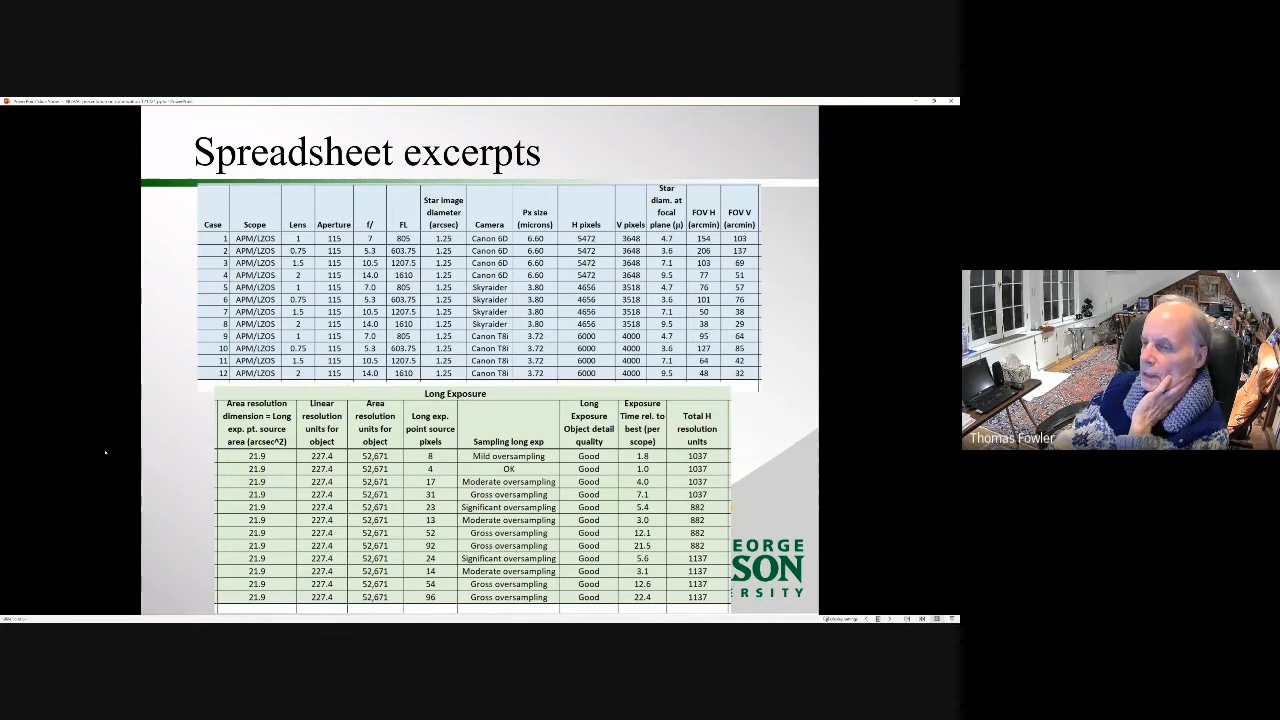 Spreadsheet excerpts
Case Scope Lens Aperture f/ FL Star image diameter (arcsec) Camera Px size (microns) H pixels V pixels Star diam. at focal plane (μ) FOV H (arcmin) FOV V (arcmin)
1 APM/LZOS 1 115 7 805 1.25 Canon 6D 6.60 5472 3648 4.7 154 103
2 APM/LZOS 0.75 115 5.3 603.75 1.25 Canon 6D 6.60 5472 3648 3.6 206 137
3 APM/LZOS 1.5 115 10.5 1207.5 1.25 Canon 6D 6.60 5472 3648 7.1 103 69
4 APM/LZOS 2 115 14.0 1610 1.25 Canon 6D 6.60 5472 3648 9.5 77 51
5 APM/LZOS 1 115 7.0 805 1.25 Skyraider 3.80 4656 3518 4.7 76 57
6 APM/LZOS 0.75 115 5.3 603.75 1.25 Skyraider 3.80 4656 3518 3.6 101 76
7 APM/LZOS 1.5 115 10.5 1207.5 1.25 Skyraider 3.80 4656 3518 7.1 50 38
8 APM/LZOS 2 115 14.0 1610 1.25 Skyraider 3.80 4656 3518 9.5 38 29
9 APM/LZOS 1 115 7.0 805 1.25 Canon T8i 3.72 6000 4000 4.7 95 64
10 APM/LZOS 0.75 115 5.3 603.75 1.25 Canon T8i 3.72 6000 4000 3.6 127 85
11 APM/LZOS 1.5 115 10.5 1207.5 1.25 Canon T8i 3.72 6000 4000 7.1 64 42
12 APM/LZOS 2 115 14.0 1610 1.25 Canon T8i 3.72 6000 4000 9.5 48 32
Long Exposure
Area resolution dimension = Long exp. pt. source area (arcsec^2) Linear resolution units for object Area resolution units for object Long exp. point source pixels Sampling long exp Long Exposure Object detail quality Exposure Time rel. to best (per scope) Total H resolution units
21.9 227.4 52,671 8 Mild oversampling Good 1.8 1037
21.9 227.4 52,671 4 OK Good 1.0 1037
21.9 227.4 52,671 17 Moderate oversampling Good 4.0 1037
21.9 227.4 52,671 31 Gross oversampling Good 7.1 1037
21.9 227.4 52,671 23 Significant oversampling Good 5.4 882
21.9 227.4 52,671 13 Moderate oversampling Good 3.0 882
21.9 227.4 52,671 52 Gross oversampling Good 12.1 882
21.9 227.4 52,671 92 Gross oversampling Good 21.5 882
21.9 227.4 52,671 24 Significant oversampling Good 5.6 1137
21.9 227.4 52,671 14 Moderate oversampling Good 3.1 1137
21.9 227.4 52,671 54 Gross oversampling Good 12.6 1137
21.9 227.4 52,671 96 Gross oversampling Good 22.4 1137
EORGE
SON
ERSITY
Display Settings
Thomas Fowler